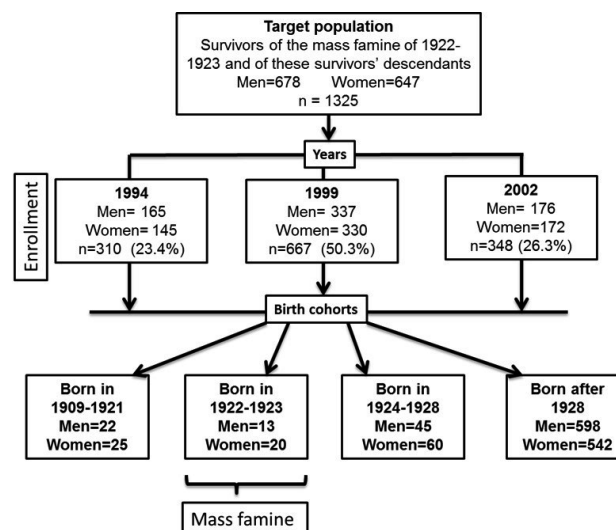 Target population
Survivors of the mass famine of 1922-
1923 and of these survivors’ descendants
Men=678 Women=647
n = 1325
Years
Enrollment
1994
Men= 165
Women= 145
n=310 (23.4%)
1999
Men= 337
Women= 330
n=667 (50.3%)
2002
Men= 176
Women=172
n=348 (26.3%)
Birth cohorts
Born in
1909-1921
Men=22
Women=25
Born in
1922-1923
Men=13
Women=20
Born in
1924-1928
Men=45
Women=60
Born after
1928
Men=598
Women=542
Mass famine